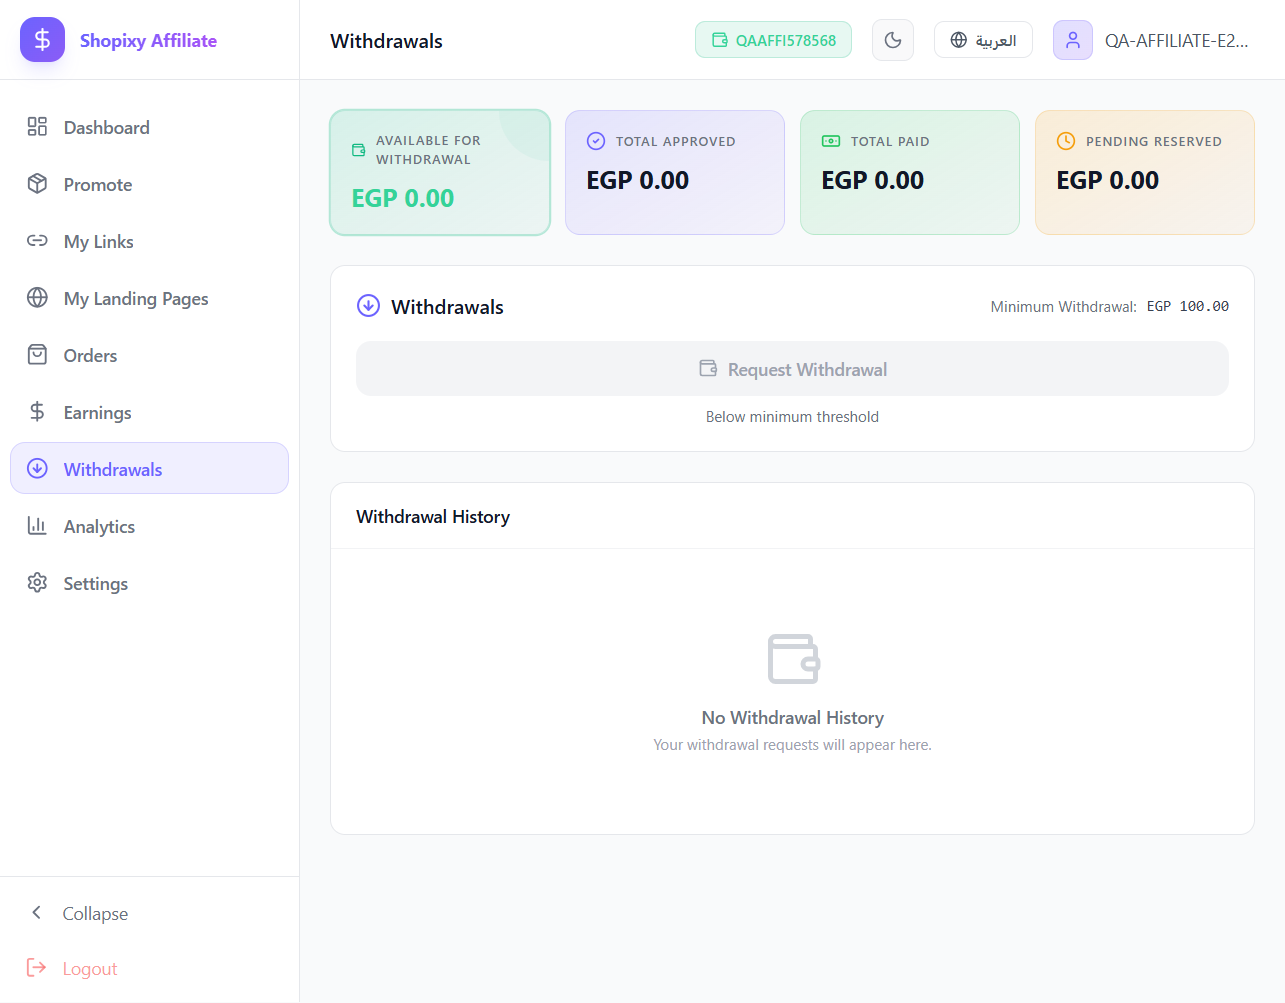 Shopixy Affiliate
Withdrawals
QAAFFI578568
العربية
QA-AFFILIATE-E2...
Dashboard
Promote
My Links
My Landing Pages
Orders
Earnings
Withdrawals
Analytics
Settings
Collapse
Logout
AVAILABLE FOR
WITHDRAWAL
EGP 0.00
TOTAL APPROVED
EGP 0.00
TOTAL PAID
EGP 0.00
PENDING RESERVED
EGP 0.00
Withdrawals
Minimum Withdrawal: EGP 100.00
Request Withdrawal
Below minimum threshold
Withdrawal History
No Withdrawal History
Your withdrawal requests will appear here.